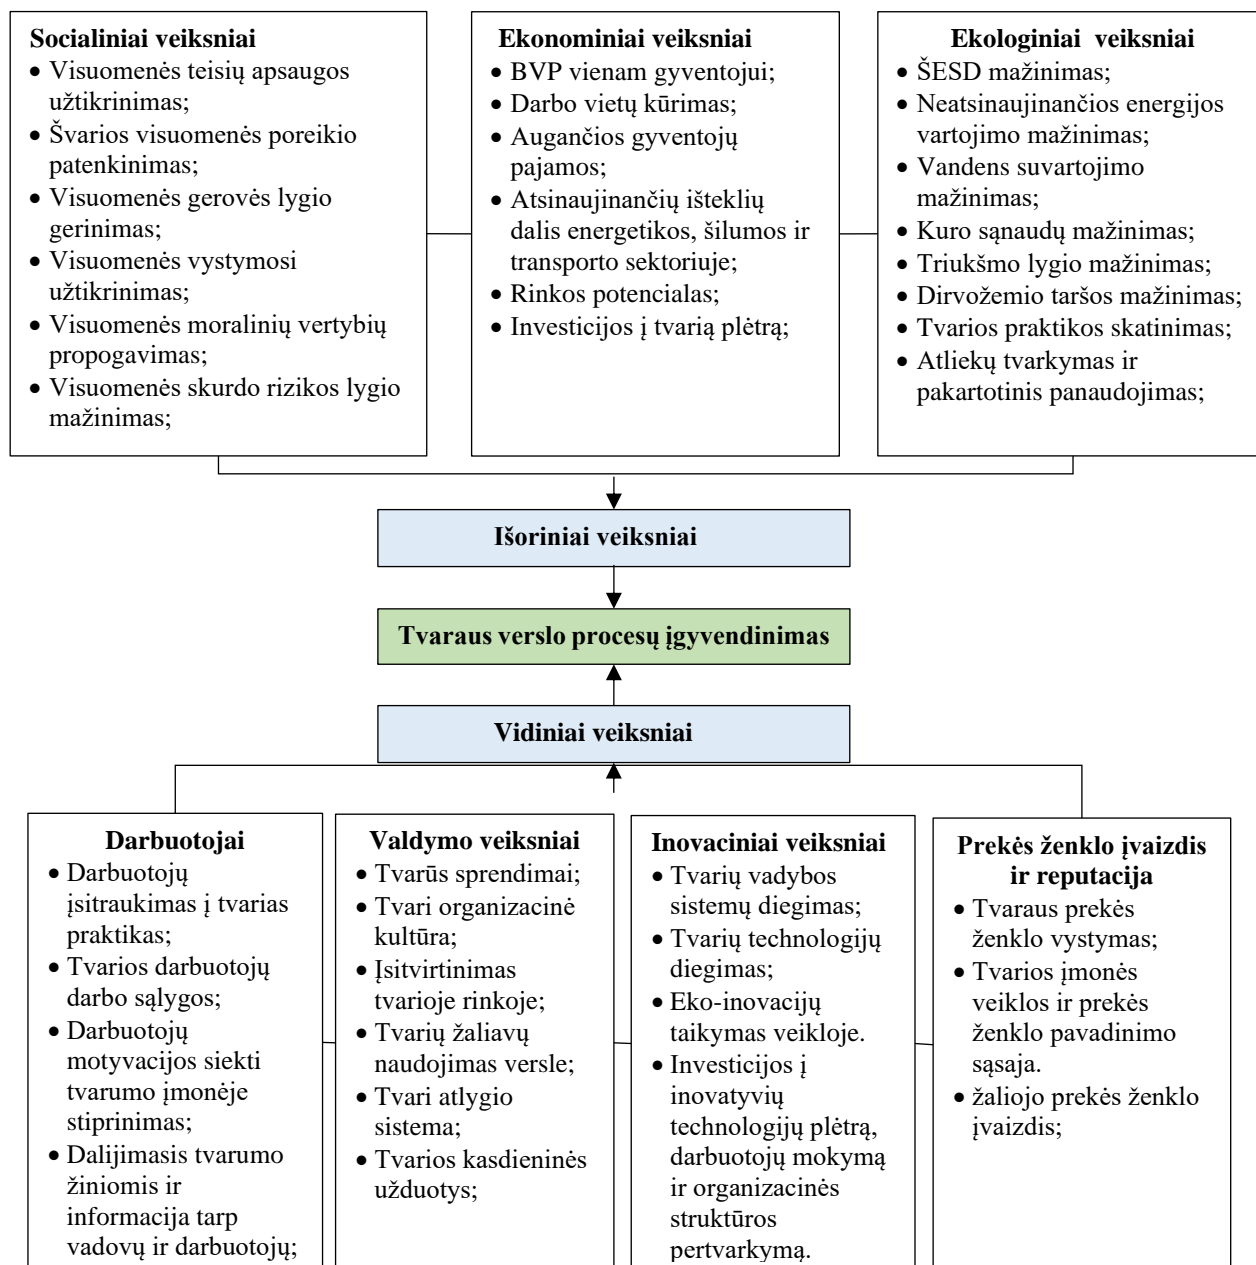 Socialiniai veiksniai
• Visuomenės teisių apsaugos
užtikrinimas;
• Švarios visuomenės poreikio
patenkinimas;
• Visuomenės gerovės lygio
gerinimas;
• Visuomenės vystymosi
užtikrinimas;
• Visuomenės moralinių vertybių
propogavimas;
• Visuomenės skurdo rizikos lygio
mažinimas;
Ekonominiai veiksniai
• BVP vienam gyventojui;
• Darbo vietų kūrimas;
• Augančios gyventojų
pajamos;
• Atsinaujinančių išteklių
dalis energetikos, šilumos ir
transporto sektoriuje;
• Rinkos potencialas;
• Investicijos į tvarią plėtrą;
Ekologiniai veiksniai
• ŠESD mažinimas;
• Neatsinaujinančios energijos
vartojimo mažinimas;
• Vandens suvartojimo
mažinimas;
• Kuro sąnaudų mažinimas;
• Triukšmo lygio mažinimas;
• Dirvožemio taršos mažinimas;
• Tvarios praktikos skatinimas;
• Atliekų tvarkymas ir
pakartotinis panaudojimas;
Išoriniai veiksniai
Tvaraus verslo procesų įgyvendinimas
Vidiniai veiksniai
Darbuotojai
• Darbuotojų
įsitraukimas į tvarias
praktikas;
• Tvarios darbuotojų
darbo sąlygos;
• Darbuotojų
motyvacijos siekti
tvarumo įmonėje
stiprinimas;
• Dalijimasis tvarumo
žiniomis ir
informacija tarp
vadovų ir darbuotojų;
Valdymo veiksniai
• Tvarūs sprendimai;
• Tvari organizacinė
kultūra;
• Įsitvirtinimas
tvarioje rinkoje;
• Tvarių žaliavų
naudojimas versle;
• Tvari atlygio
sistema;
• Tvarios kasdieninės
užduotys;
Inovaciniai veiksniai
• Tvarių vadybos
sistemų diegimas;
• Tvarių technologijų
diegimas;
• Eko-inovacijų
taikymas veikloje.
• Investicijos į
inovatyvių
technologijų plėtrą,
darbuotojų mokymą
ir organizacinės
struktūros
pertvarkymą.
Prekės ženklo įvaizdis
ir reputacija
• Tvaraus prekės
ženklo vystymas;
• Tvarios įmonės
veiklos ir prekės
ženklo pavadinimo
sąsaja.
• žaliojo prekės ženklo
įvaizdis;